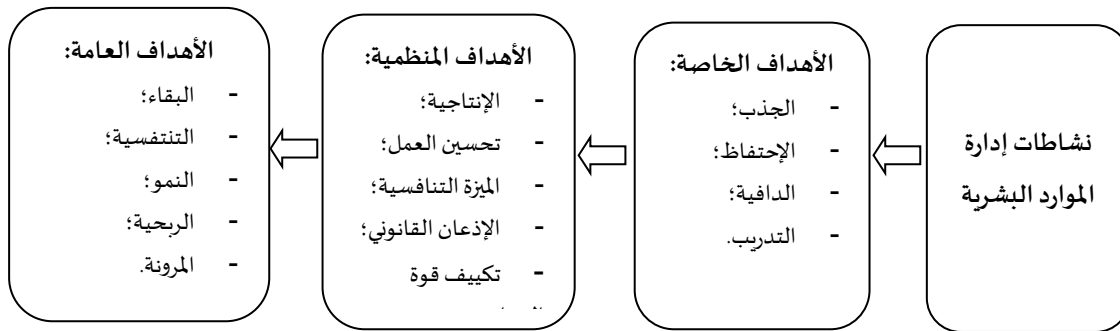 نشاطات إدارة
الموارد البشرية
الأهداف الخاصة:
- الجذب؛
- الإحتفاظ؛
- الدافية؛
- التدريب.
الأهداف المنظمية:
- الإنتاجية؛
- تحسين العمل؛
- الميزة التنافسية؛
- الإذعان القانوني؛
- تكييف قوة
الأهداف العامة:
- البقاء؛
- التنتفسية؛
- النمو؛
- الربحية؛
- المرونة.